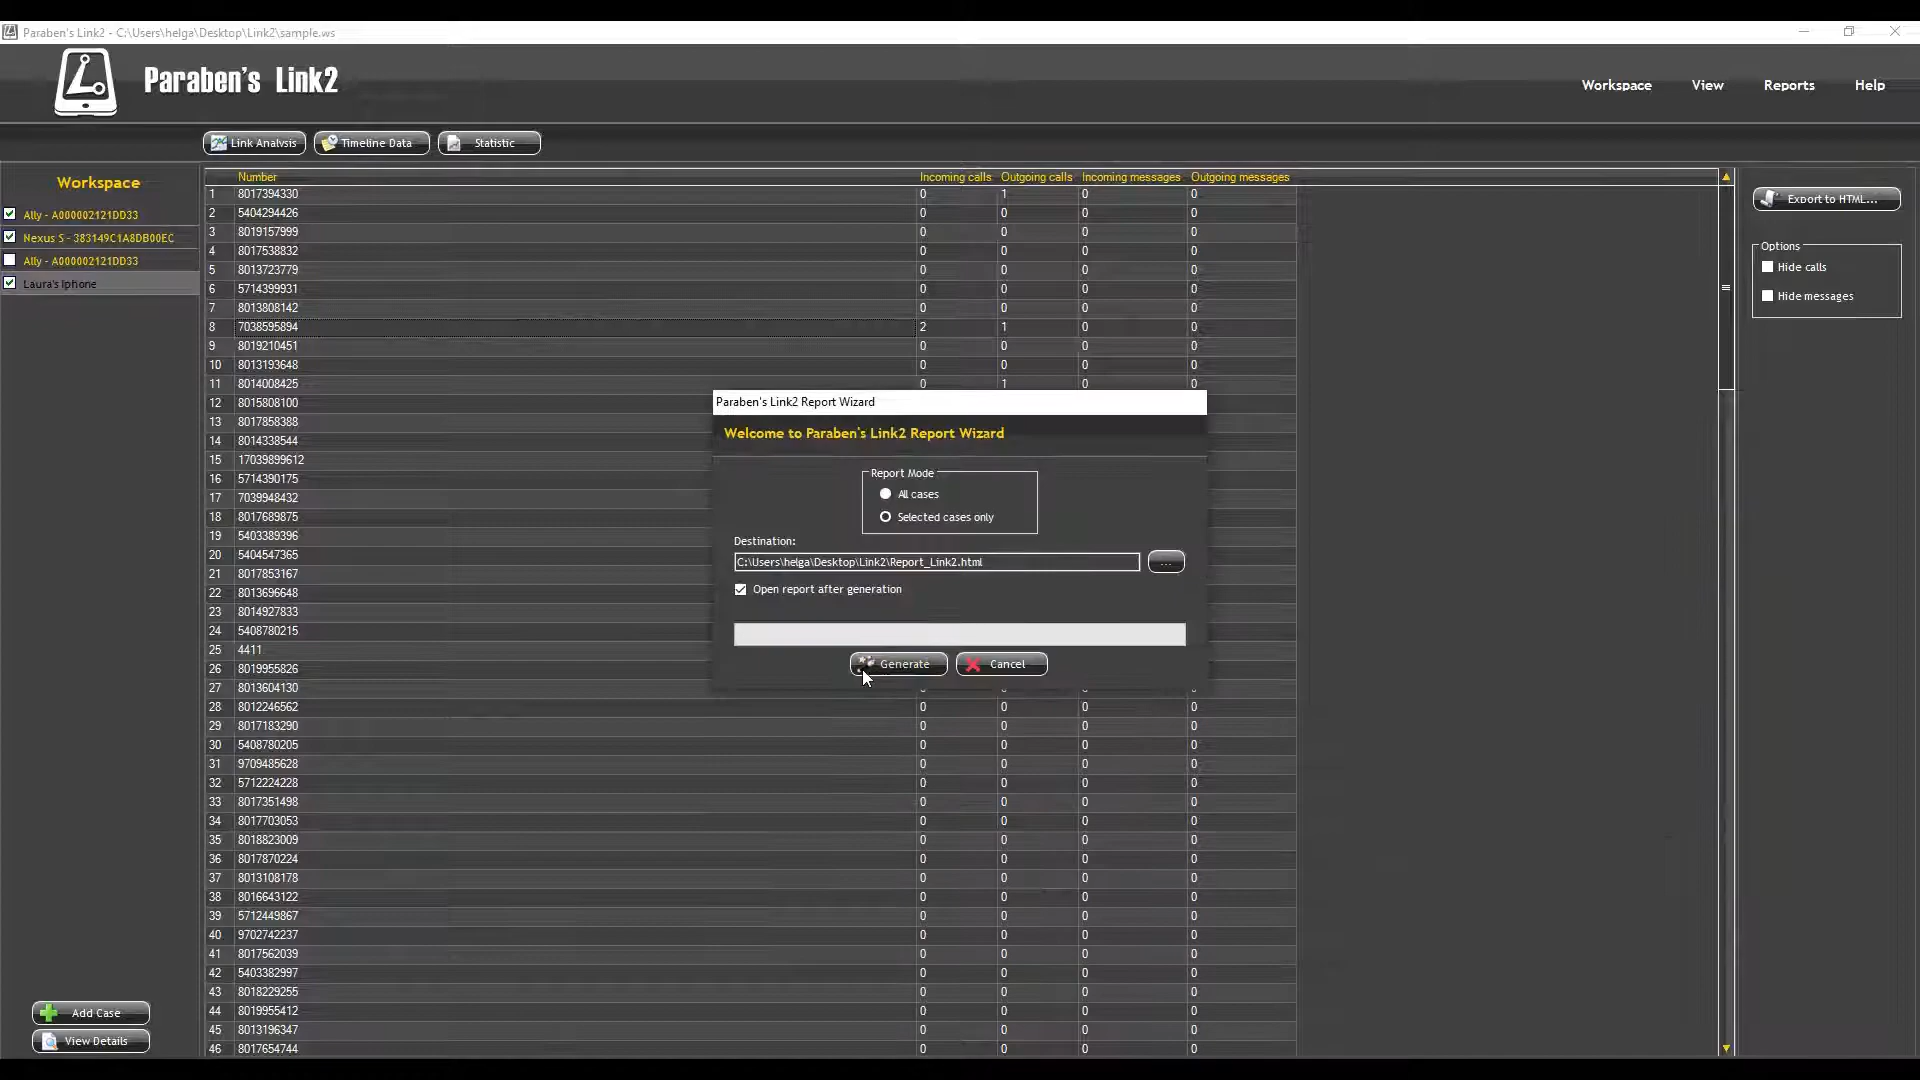 Paraben's Link2 - C:\Users\helga\Desktop\Link2\sample.ws
Paraben's Link2
Workspace View Reports Help
Link Analysis Timeline Data Statistic
Workspace
Ally - A000002121DD33
Nexus S - 383149C1A8DB00EC
Ally - A000002121DD33
Laura's Iphone
Add Case
View Details
Number Incoming calls Outgoing calls Incoming messages Outgoing messages
1 8017394330 0 1 0 0
2 5404294426 0 0 0 0
3 8019157999 0 0 0 0
4 8017538832 0 0 0 0
5 8013723779 0 0 0 0
6 5714399931 0 0 0 0
7 8013808142 0 0 0 0
8 7038595894 2 1 0 0
9 8019210451 0 0 0 0
10 8013193648 0 0 0 0
11 8014008425 0 1 0 0
12 8015808100
13 8017858388
14 8014338544
15 17039899612
16 5714390175
17 7039948432
18 8017689875
19 5403389396
20 5404547365
21 8017853167
22 8013696648
23 8014927833
24 5408780215
25 4411
26 8019955826
27 8013604130 0 0 0 0
28 8012246562 0 0 0 0
29 8017183290 0 0 0 0
30 5408780205 0 0 0 0
31 9709485628 0 0 0 0
32 5712224228 0 0 0 0
33 8017351498 0 0 0 0
34 8017703053 0 0 0 0
35 8018823009 0 0 0 0
36 8017870224 0 0 0 0
37 8013108178 0 0 0 0
38 8016643122 0 0 0 0
39 5712449867 0 0 0 0
40 9702742237 0 0 0 0
41 8017562039 0 0 0 0
42 5403382997 0 0 0 0
43 8018229255 0 0 0 0
44 8019955412 0 0 0 0
45 8013196347 0 0 0 0
46 8017654744 0 0 0 0
Paraben's Link2 Report Wizard
Welcome to Paraben's Link2 Report Wizard
Report Mode
All cases
Selected cases only
Destination:
C:\Users\helga\Desktop\Link2\Report_Link2.html ...
Open report after generation
Generate Cancel
Export to HTML...
Options
Hide calls
Hide messages